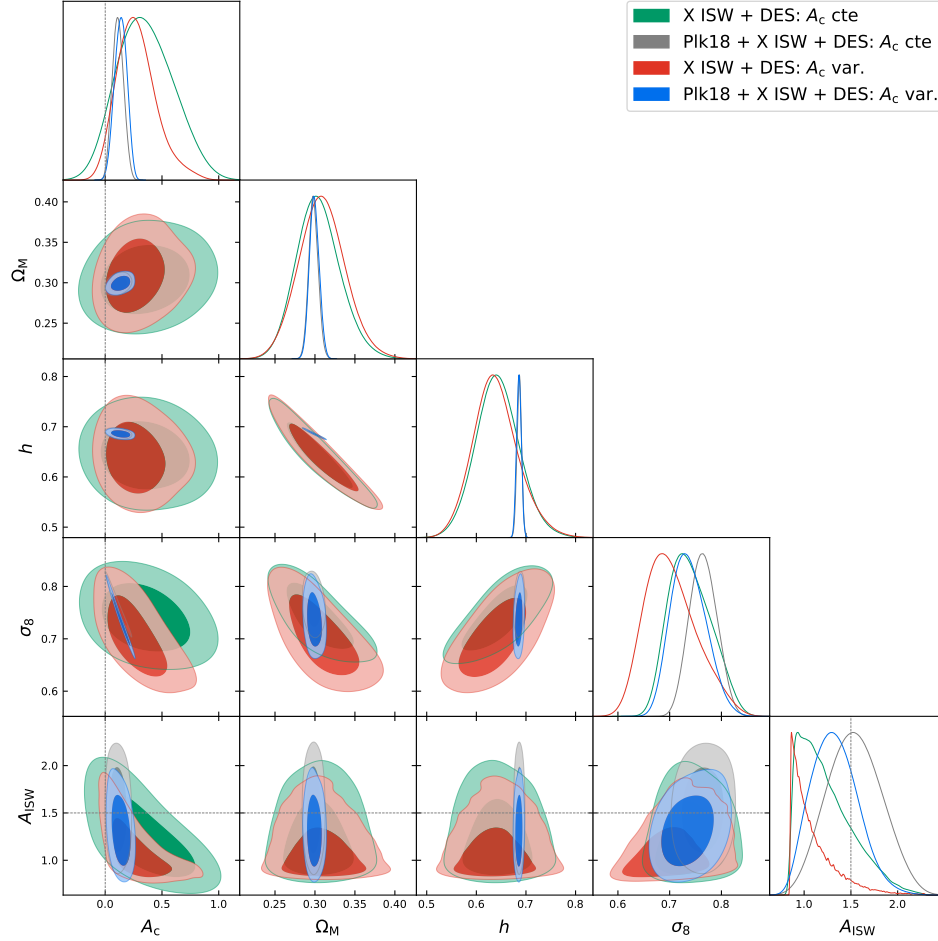 X ISW + DES: A_c cte
Plk18 + X ISW + DES: A_c cte
X ISW + DES: A_c var.
Plk18 + X ISW + DES: A_c var.
0.40
0.35
0.30
0.25
Ω_M
0.8
0.7
0.6
0.5
h
0.8
0.7
0.6
σ_8
2.0
1.5
1.0
A_ISW
0.0 0.5 1.0
0.25 0.30 0.35 0.40
0.5 0.6 0.7 0.8
0.6 0.8
1.0 1.5 2.0
A_c
Ω_M
h
σ_8
A_ISW